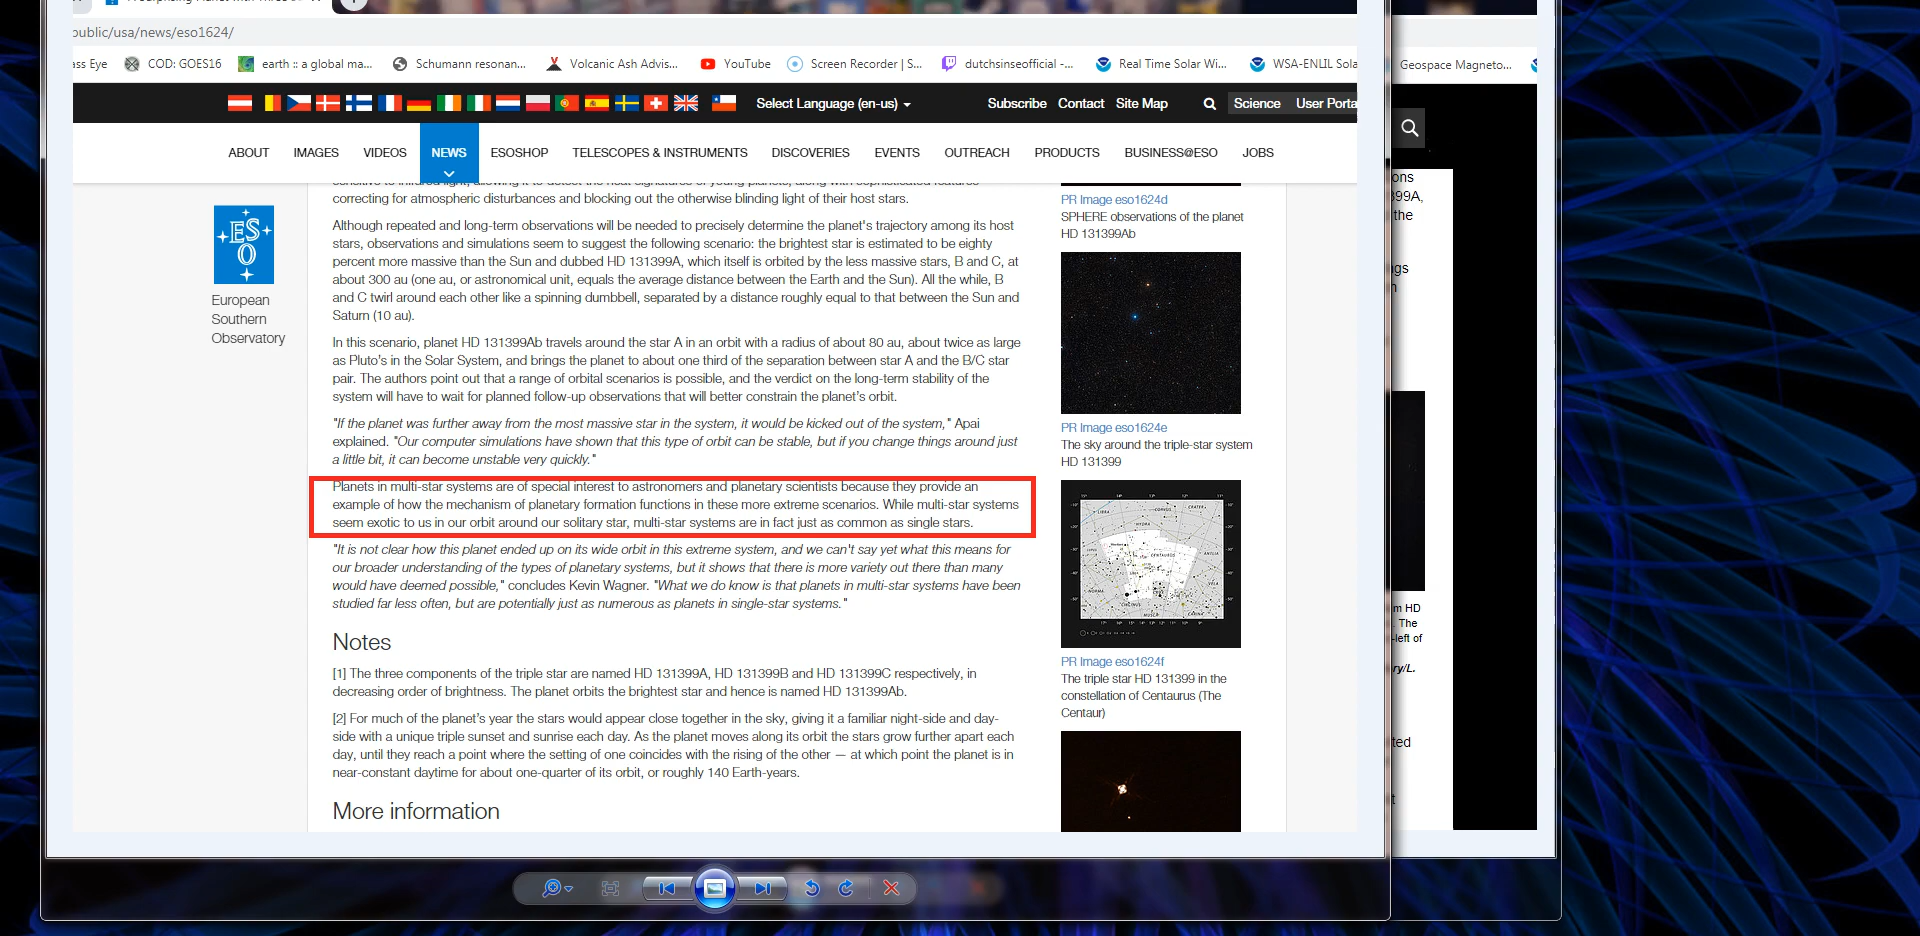 public/usa/news/eso1624/
ass Eye COD: GOES16 earth :: a global ma... Schumann resonan... Volcanic Ash Advis... YouTube Screen Recorder | S... dutchsinseofficial -... Real Time Solar Wi... WSA-ENLIL Sola Geospace Magneto...
Select Language (en-us) Subscribe Contact Site Map Science User Porta
ABOUT IMAGES VIDEOS NEWS ESOSHOP TELESCOPES & INSTRUMENTS DISCOVERIES EVENTS OUTREACH PRODUCTS BUSINESS@ESO JOBS
ESO
European
Southern
Observatory
correcting for atmospheric disturbances and blocking out the otherwise blinding light of their host stars.
Although repeated and long-term observations will be needed to precisely determine the planet's trajectory among its host
stars, observations and simulations seem to suggest the following scenario: the brightest star is estimated to be eighty
percent more massive than the Sun and dubbed HD 131399A, which itself is orbited by the less massive stars, B and C, at
about 300 au (one au, or astronomical unit, equals the average distance between the Earth and the Sun). All the while, B
and C twirl around each other like a spinning dumbbell, separated by a distance roughly equal to that between the Sun and
Saturn (10 au).
In this scenario, planet HD 131399Ab travels around the star A in an orbit with a radius of about 80 au, about twice as large
as Pluto's in the Solar System, and brings the planet to about one third of the separation between star A and the B/C star
pair. The authors point out that a range of orbital scenarios is possible, and the verdict on the long-term stability of the
system will have to wait for planned follow-up observations that will better constrain the planet's orbit.
"If the planet was further away from the most massive star in the system, it would be kicked out of the system," Apai
explained. "Our computer simulations have shown that this type of orbit can be stable, but if you change things around just
a little bit, it can become unstable very quickly."
Planets in multi-star systems are of special interest to astronomers and planetary scientists because they provide an
example of how the mechanism of planetary formation functions in these more extreme scenarios. While multi-star systems
seem exotic to us in our orbit around our solitary star, multi-star systems are in fact just as common as single stars.
"It is not clear how this planet ended up on its wide orbit in this extreme system, and we can't say yet what this means for
our broader understanding of the types of planetary systems, but it shows that there is more variety out there than many
would have deemed possible," concludes Kevin Wagner. "What we do know is that planets in multi-star systems have been
studied far less often, but are potentially just as numerous as planets in single-star systems."
Notes
[1] The three components of the triple star are named HD 131399A, HD 131399B and HD 131399C respectively, in
decreasing order of brightness. The planet orbits the brightest star and hence is named HD 131399Ab.
[2] For much of the planet's year the stars would appear close together in the sky, giving it a familiar night-side and day-
side with a unique triple sunset and sunrise each day. As the planet moves along its orbit the stars grow further apart each
day, until they reach a point where the setting of one coincides with the rising of the other — at which point the planet is in
near-constant daytime for about one-quarter of its orbit, or roughly 140 Earth-years.
More information
PR Image eso1624d
SPHERE observations of the planet
HD 131399Ab
PR Image eso1624e
The sky around the triple-star system
HD 131399
PR Image eso1624f
The triple star HD 131399 in the
constellation of Centaurus (The
Centaur)
ons
399A,
the
gs
n
m HD
. The
-left of
ry/L.
ted
t